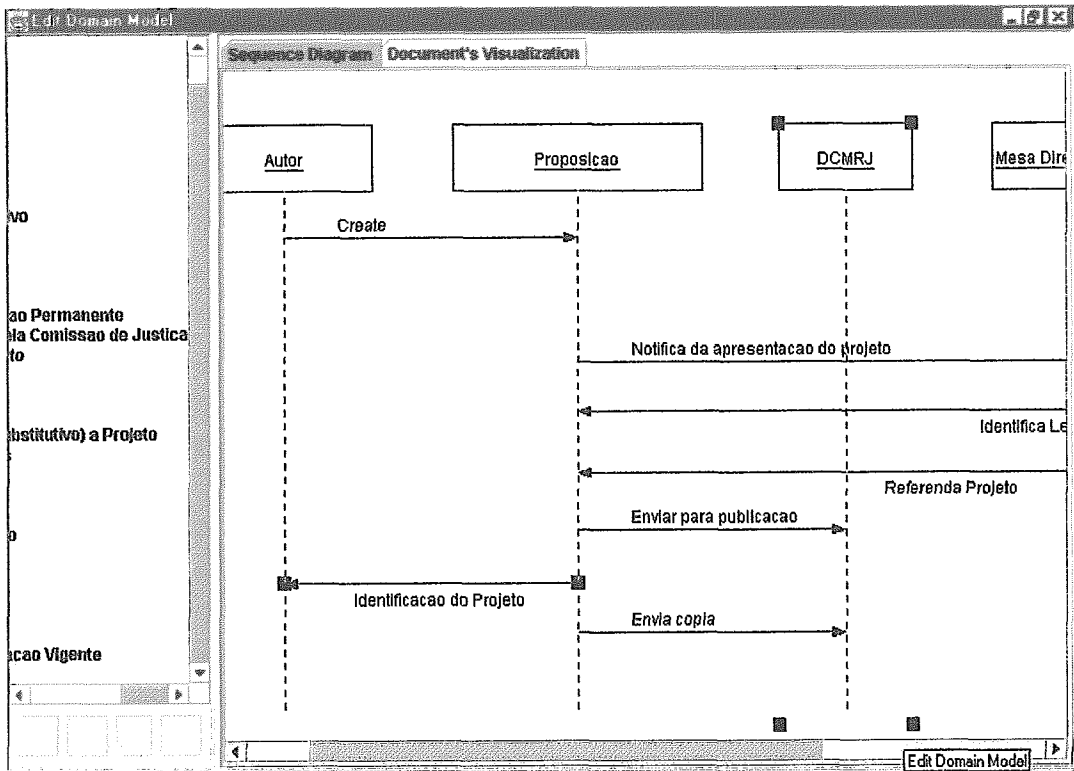 Edit Domain Model
Sequence Diagram Document's Visualization
vo
ao Permanente
ela Comissao de Justica
to
bstitutivo) a Projeto
s
o
acao Vigente
Autor
Proposicao
DCMRJ
Mesa Dire
Create
Notifica da apresentacao do projeto
Identifica Le
Referenda Projeto
Enviar para publicacao
Identificacao do Projeto
Envia copia
Edit Domain Model